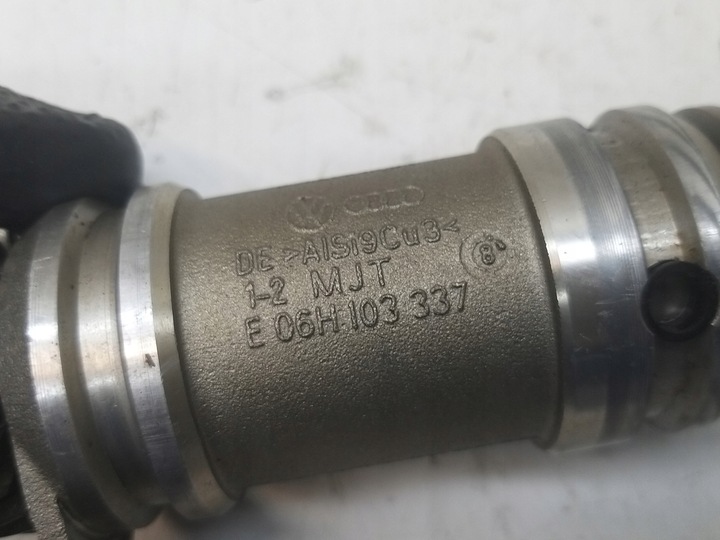 DE >AlSi9Cu3<
1-2 MJT
E 06H 103 337